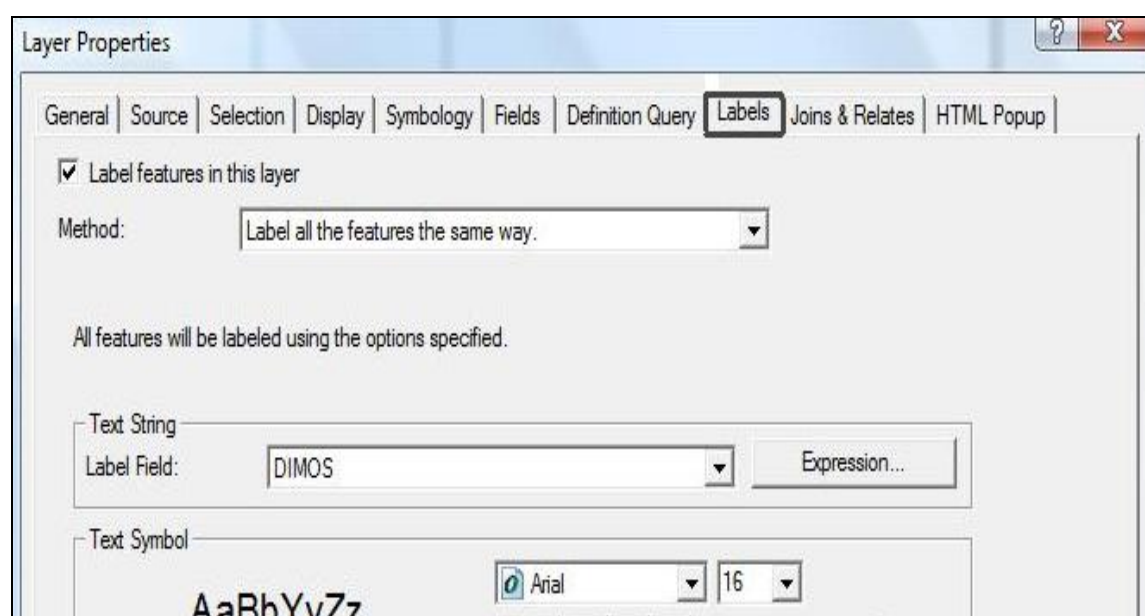 Layer Properties
General Source Selection Display Symbology Fields Definition Query Labels Joins & Relates HTML Popup
Label features in this layer
Method: Label all the features the same way.
All features will be labeled using the options specified.
Text String
Label Field: DIMOS Expression...
Text Symbol
AaBbYyZz Arial 16